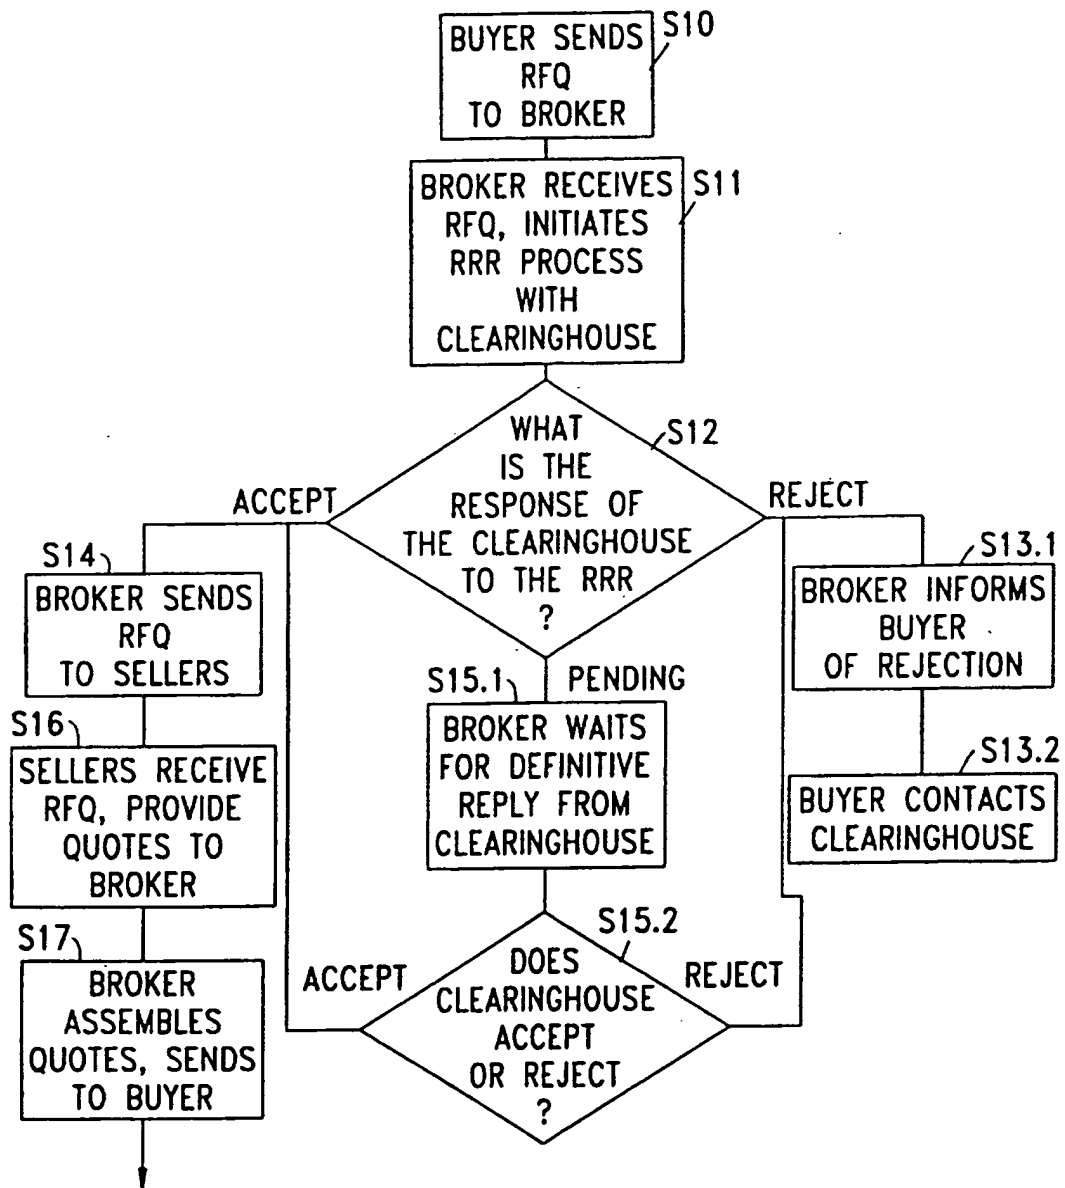 BUYER SENDS
RFQ
TO BROKER
S10
BROKER RECEIVES
RFQ, INITIATES
RRR PROCESS
WITH
CLEARINGHOUSE
S11
WHAT
IS THE
RESPONSE OF
THE CLEARINGHOUSE
TO THE RRR
?
S12
ACCEPT
REJECT
S14
BROKER SENDS
RFQ
TO SELLERS
S13.1
BROKER INFORMS
BUYER
OF REJECTION
PENDING
S15.1
BROKER WAITS
FOR DEFINITIVE
REPLY FROM
CLEARINGHOUSE
S16
SELLERS RECEIVE
RFQ, PROVIDE
QUOTES TO
BROKER
S13.2
BUYER CONTACTS
CLEARINGHOUSE
S17
BROKER
ASSEMBLES
QUOTES, SENDS
TO BUYER
S15.2
DOES
CLEARINGHOUSE
ACCEPT
OR REJECT
?
ACCEPT
REJECT